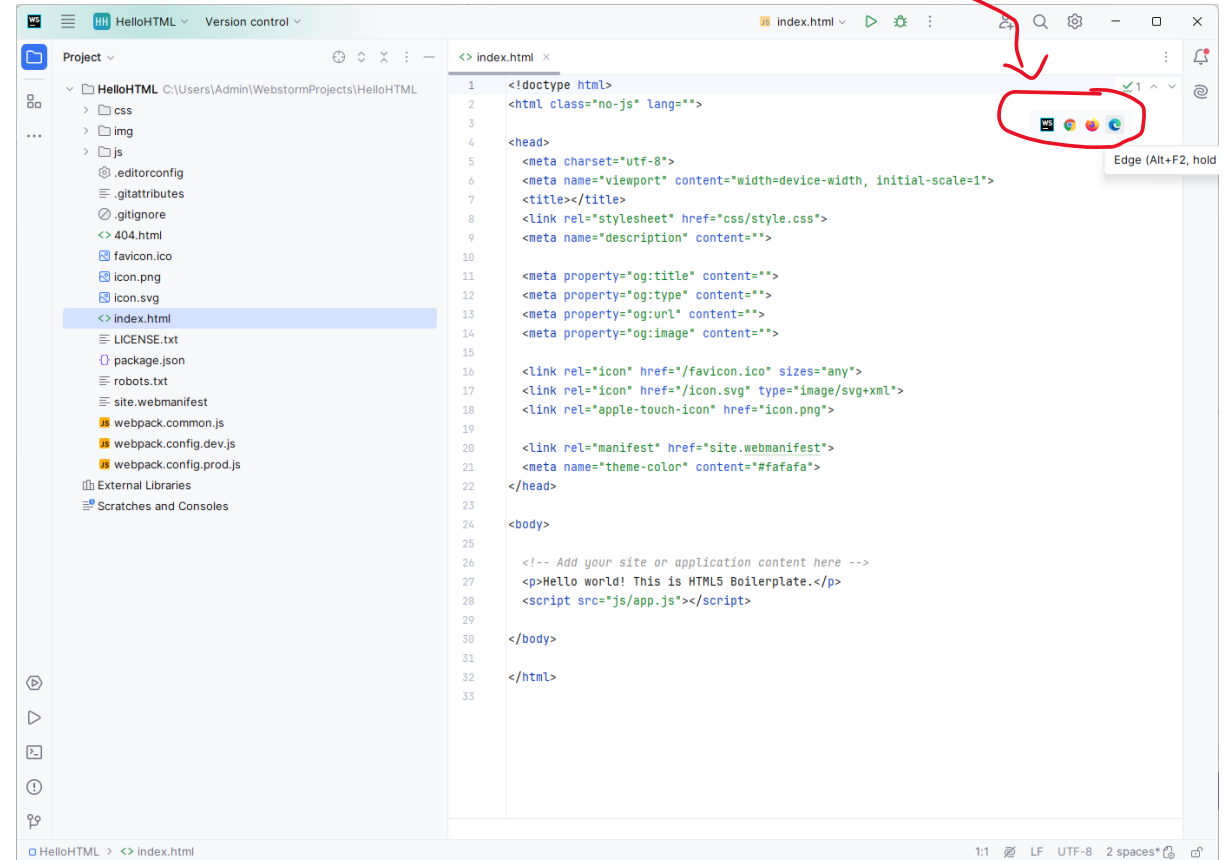 WS HH HelloHTML Version control JS index.html
Project <> index.html
HelloHTML C:\Users\Admin\WebstormProjects\HelloHTML
css
img
js
.editorconfig
.gitattributes
.gitignore
<> 404.html
favicon.ico
icon.png
icon.svg
<> index.html
LICENSE.txt
{} package.json
robots.txt
site.webmanifest
JS webpack.common.js
JS webpack.config.dev.js
JS webpack.config.prod.js
External Libraries
Scratches and Consoles
1 <!doctype html>
2 <html class="no-js" lang="">
3
4 <head>
5 <meta charset="utf-8">
6 <meta name="viewport" content="width=device-width, initial-scale=1">
7 <title></title>
8 <link rel="stylesheet" href="css/style.css">
9 <meta name="description" content="">
10
11 <meta property="og:title" content="">
12 <meta property="og:type" content="">
13 <meta property="og:url" content="">
14 <meta property="og:image" content="">
15
16 <link rel="icon" href="/favicon.ico" sizes="any">
17 <link rel="icon" href="/icon.svg" type="image/svg+xml">
18 <link rel="apple-touch-icon" href="icon.png">
19
20 <link rel="manifest" href="site.webmanifest">
21 <meta name="theme-color" content="#fafafa">
22 </head>
23
24 <body>
25
26 <!-- Add your site or application content here -->
27 <p>Hello world! This is HTML5 Boilerplate.</p>
28 <script src="js/app.js"></script>
29
30 </body>
31
32 </html>
33
1
WS
Edge (Alt+F2, hold
HelloHTML > <> index.html 1:1 LF UTF-8 2 spaces*